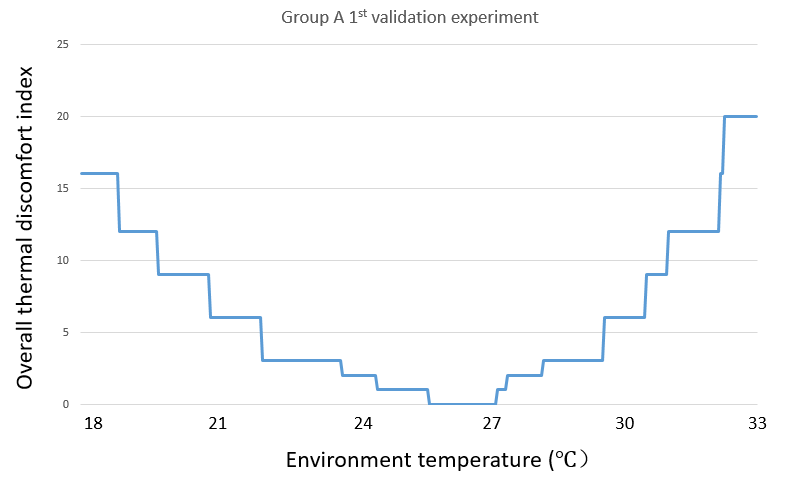 Group A 1st validation experiment
Overall thermal discomfort index
25
20
15
10
5
0
18 21 24 27 30 33
Environment temperature (℃）